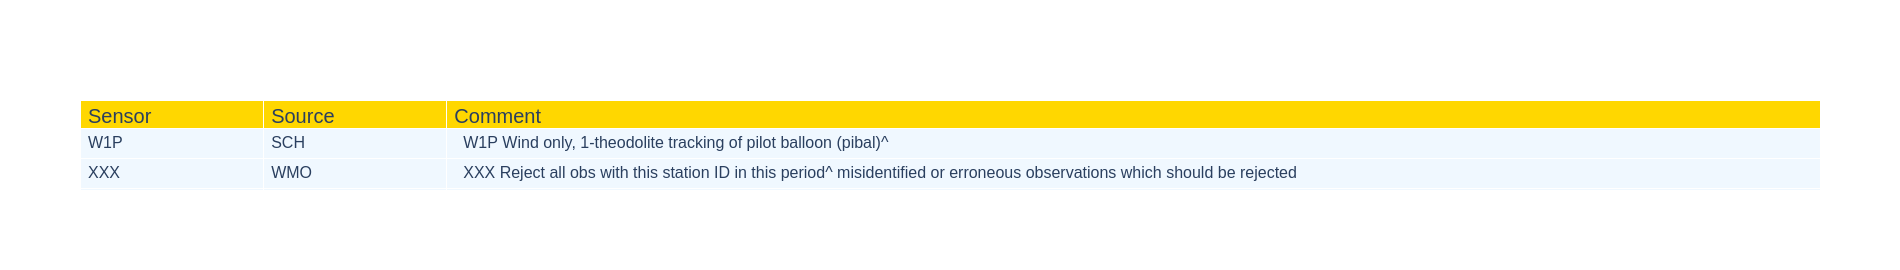 Sensor Source Comment
W1P SCH W1P Wind only, 1-theodolite tracking of pilot balloon (pibal)^
XXX WMO XXX Reject all obs with this station ID in this period^ misidentified or erroneous observations which should be rejected